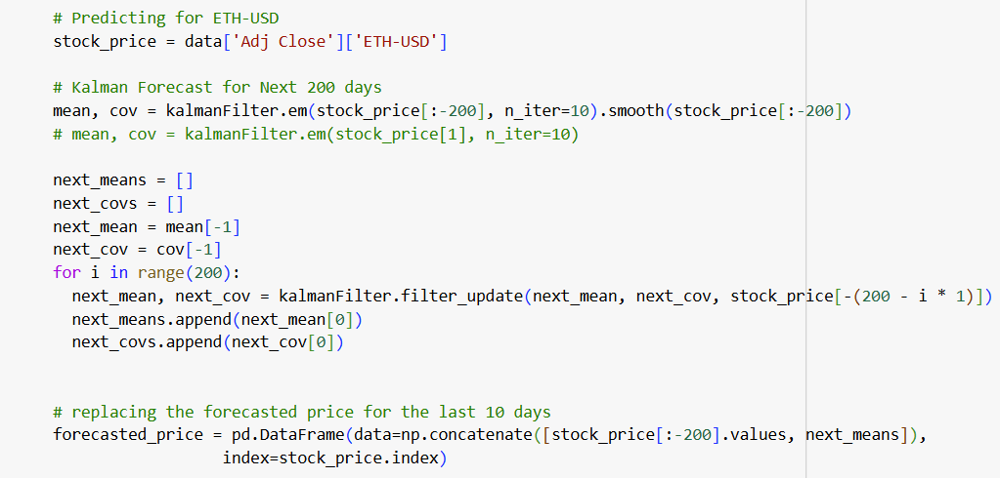 # Predicting for ETH-USD
stock_price = data['Adj Close']['ETH-USD']
# Kalman Forecast for Next 200 days
mean, cov = kalmanFilter.em(stock_price[:-200], n_iter=10).smooth(stock_price[:-200])
# mean, cov = kalmanFilter.em(stock_price[1], n_iter=10)
next_means = []
next_covs = []
next_mean = mean[-1]
next_cov = cov[-1]
for i in range(200):
  next_mean, next_cov = kalmanFilter.filter_update(next_mean, next_cov, stock_price[-(200 - i * 1)])
  next_means.append(next_mean[0])
  next_covs.append(next_cov[0])
# replacing the forecasted price for the last 10 days
forecasted_price = pd.DataFrame(data=np.concatenate([stock_price[:-200].values, next_means]),
                  index=stock_price.index)